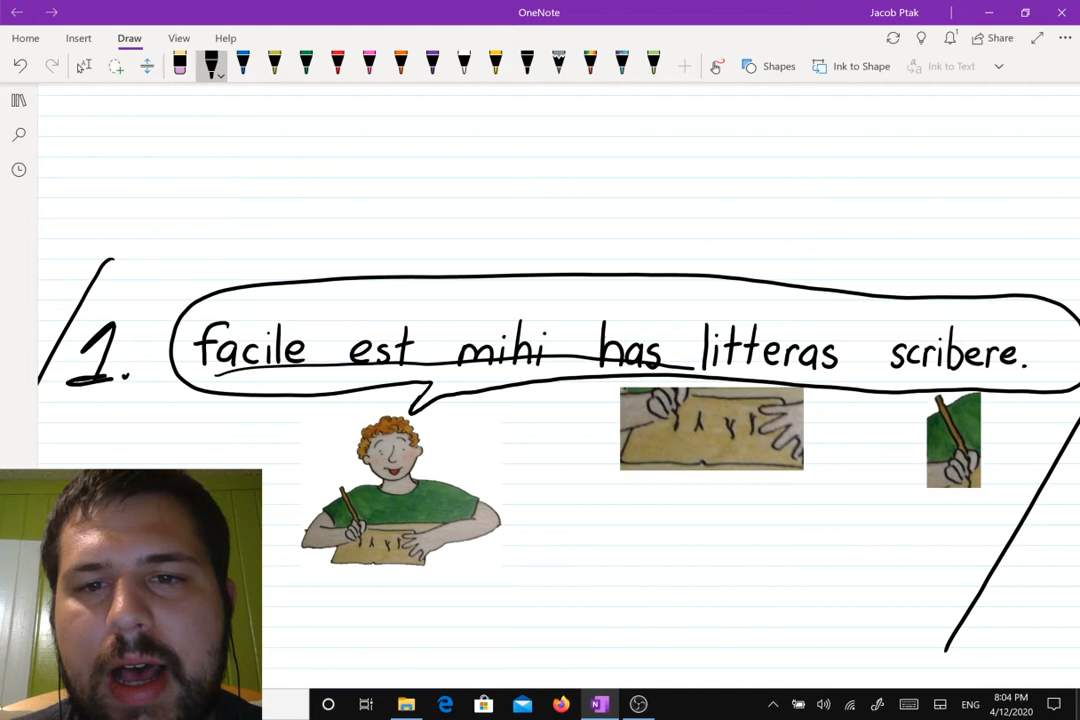 OneNote
Jacob Ptak
Home Insert Draw View Help
Share
Shapes Ink to Shape Ink to Text
1. facile est mihi has litteras scribere.
ENG
8:04 PM
4/12/2020